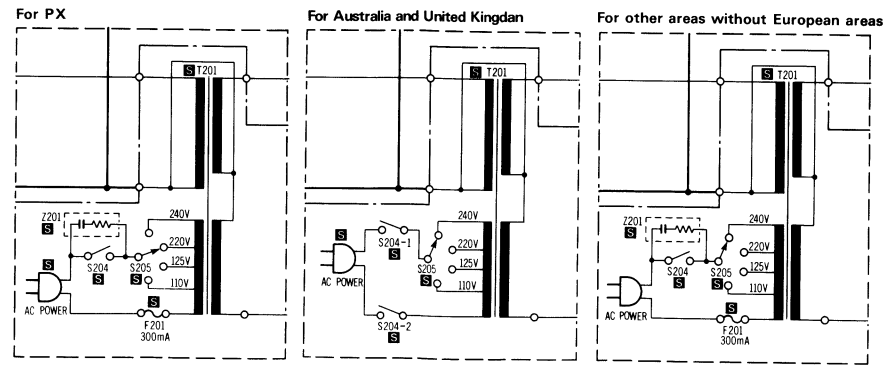 For PX
S T201
Z201
S
240V
220V
125V
110V
S204
S
S205
S
S
AC POWER
S
F201
300mA
For Australia and United Kingdan
S T201
240V
220V
125V
110V
S
S204-1
S
S205
S
AC POWER
S204-2
S
For other areas without European areas
S T201
Z201
S
240V
220V
125V
110V
S204
S
S205
S
S
AC POWER
S
F201
300mA